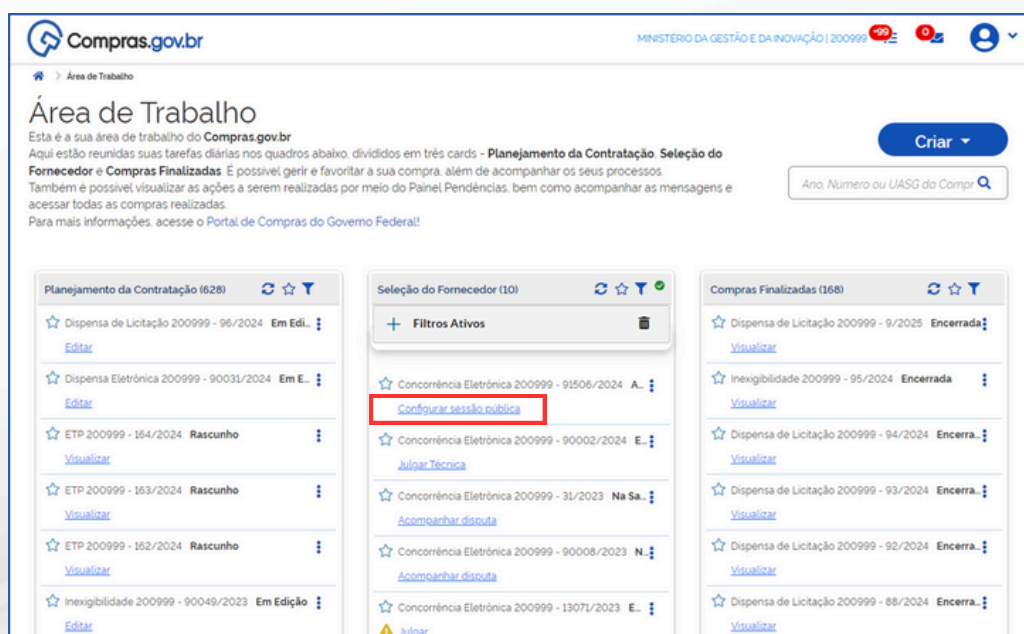 Compras.gov.br
MINISTÉRIO DA GESTÃO E DA INOVAÇÃO | 200999
+99
0
Área de Trabalho
Área de Trabalho
Esta é a sua área de trabalho do Compras.gov.br
Aqui estão reunidas suas tarefas diárias nos quadros abaixo, divididos em três cards - Planejamento da Contratação, Seleção do
Fornecedor e Compras Finalizadas. É possível gerir e favoritar a sua compra, além de acompanhar os seus processos.
Também é possível visualizar as ações a serem realizadas por meio do Painel Pendências, bem como acompanhar as mensagens e
acessar todas as compras realizadas.
Para mais informações, acesse o Portal de Compras do Governo Federal!
Criar
Ano, Número ou UASG da Compr
Planejamento da Contratação (628)
Dispensa de Licitação 200999 - 96/2024 Em Edi...
Editar
Dispensa Eletrônica 200999 - 90031/2024 Em E...
Editar
ETP 200999 - 164/2024 Rascunho
Visualizar
ETP 200999 - 163/2024 Rascunho
Visualizar
ETP 200999 - 162/2024 Rascunho
Visualizar
Inexigibilidade 200999 - 90049/2023 Em Edição
Editar
Seleção do Fornecedor (10)
Filtros Ativos
Concorrência Eletrônica 200999 - 91506/2024 A...
Configurar sessão pública
Concorrência Eletrônica 200999 - 90002/2024 E...
Julgar Técnica
Concorrência Eletrônica 200999 - 31/2023 Na Sa...
Acompanhar disputa
Concorrência Eletrônica 200999 - 90008/2023 N...
Acompanhar disputa
Concorrência Eletrônica 200999 - 13071/2023 E...
Julgar
Compras Finalizadas (168)
Dispensa de Licitação 200999 - 9/2025 Encerrada
Visualizar
Inexigibilidade 200999 - 95/2024 Encerrada
Visualizar
Dispensa de Licitação 200999 - 94/2024 Encerra...
Visualizar
Dispensa de Licitação 200999 - 93/2024 Encerra...
Visualizar
Dispensa de Licitação 200999 - 92/2024 Encerra...
Visualizar
Dispensa de Licitação 200999 - 88/2024 Encerra...
Visualizar